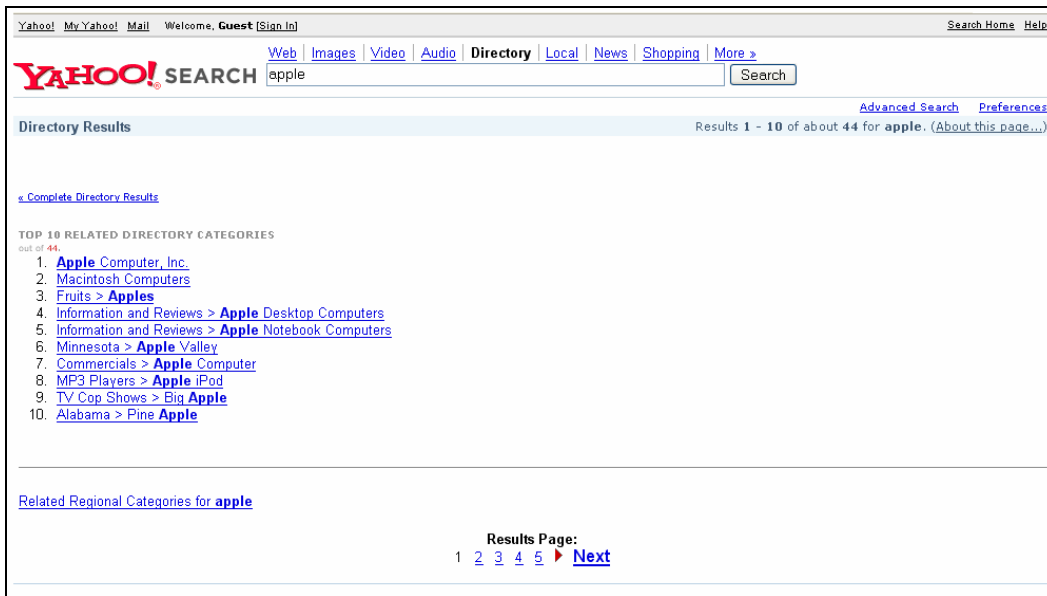 Yahoo! My Yahoo! Mail Welcome, Guest [Sign In] Search Home Help
Web | Images | Video | Audio | Directory | Local | News | Shopping | More »
YAHOO!® SEARCH apple Search
Advanced Search Preferences
Directory Results Results 1 - 10 of about 44 for apple. (About this page...)
« Complete Directory Results
TOP 10 RELATED DIRECTORY CATEGORIES
out of 44.
1. Apple Computer, Inc.
2. Macintosh Computers
3. Fruits > Apples
4. Information and Reviews > Apple Desktop Computers
5. Information and Reviews > Apple Notebook Computers
6. Minnesota > Apple Valley
7. Commercials > Apple Computer
8. MP3 Players > Apple iPod
9. TV Cop Shows > Big Apple
10. Alabama > Pine Apple
Related Regional Categories for apple
Results Page:
1 2 3 4 5 Next